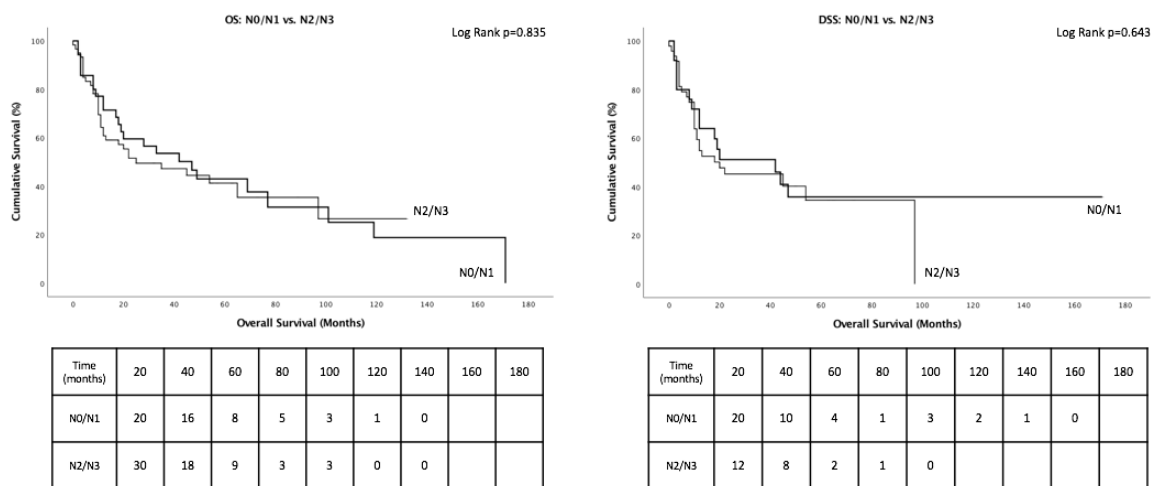 OS: N0/N1 vs. N2/N3
Log Rank p=0.835
Cumulative Survival (%)
100
80
60
40
20
0
N2/N3
N0/N1
0 20 40 60 80 100 120 140 160 180
Overall Survival (Months)
Time (months) 20 40 60 80 100 120 140 160 180
N0/N1 20 16 8 5 3 1 0
N2/N3 30 18 9 3 3 0 0
DSS: N0/N1 vs. N2/N3
Log Rank p=0.643
Cumulative Survival (%)
100
80
60
40
20
0
N0/N1
N2/N3
0 20 40 60 80 100 120 140 160 180
Overall Survival (Months)
Time (months) 20 40 60 80 100 120 140 160 180
N0/N1 20 10 4 1 3 2 1 0
N2/N3 12 8 2 1 0